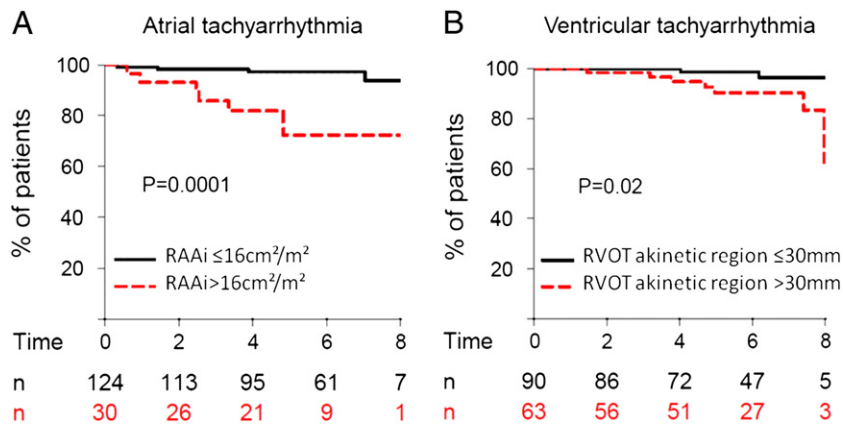 A Atrial tachyarrhythmia
% of patients
100
80
60
40
20
P=0.0001
RAAi ≤16cm²/m²
RAAi>16cm²/m²
Time 0 2 4 6 8
n 124 113 95 61 7
n 30 26 21 9 1
B Ventricular tachyarrhythmia
% of patients
100
80
60
40
20
P=0.02
RVOT akinetic region ≤30mm
RVOT akinetic region >30mm
Time 0 2 4 6 8
n 90 86 72 47 5
n 63 56 51 27 3